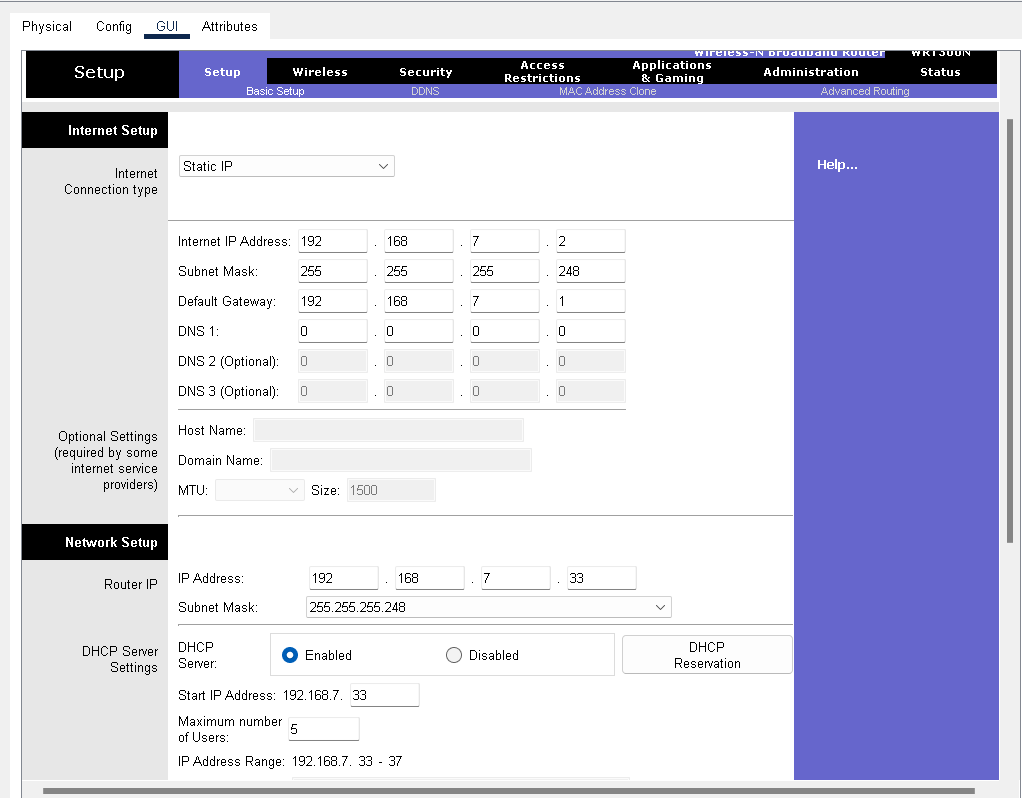 Physical Config GUI Attributes
Wireless-N Broadband Router WRT300N
Setup
Setup Wireless Security Access Restrictions Applications & Gaming Administration Status
Basic Setup DDNS MAC Address Clone Advanced Routing
Internet Setup
Help...
Internet Connection type
Static IP
Internet IP Address: 192 . 168 . 7 . 2
Subnet Mask: 255 . 255 . 255 . 248
Default Gateway: 192 . 168 . 7 . 1
DNS 1: 0 . 0 . 0 . 0
DNS 2 (Optional): 0 . 0 . 0 . 0
DNS 3 (Optional): 0 . 0 . 0 . 0
Optional Settings
(required by some
internet service
providers)
Host Name:
Domain Name:
MTU: Size: 1500
Network Setup
Router IP
IP Address: 192 . 168 . 7 . 33
Subnet Mask: 255.255.255.248
DHCP Server
Settings
DHCP
Server: Enabled Disabled
DHCP
Reservation
Start IP Address: 192.168.7. 33
Maximum number
of Users: 5
IP Address Range: 192.168.7. 33 - 37